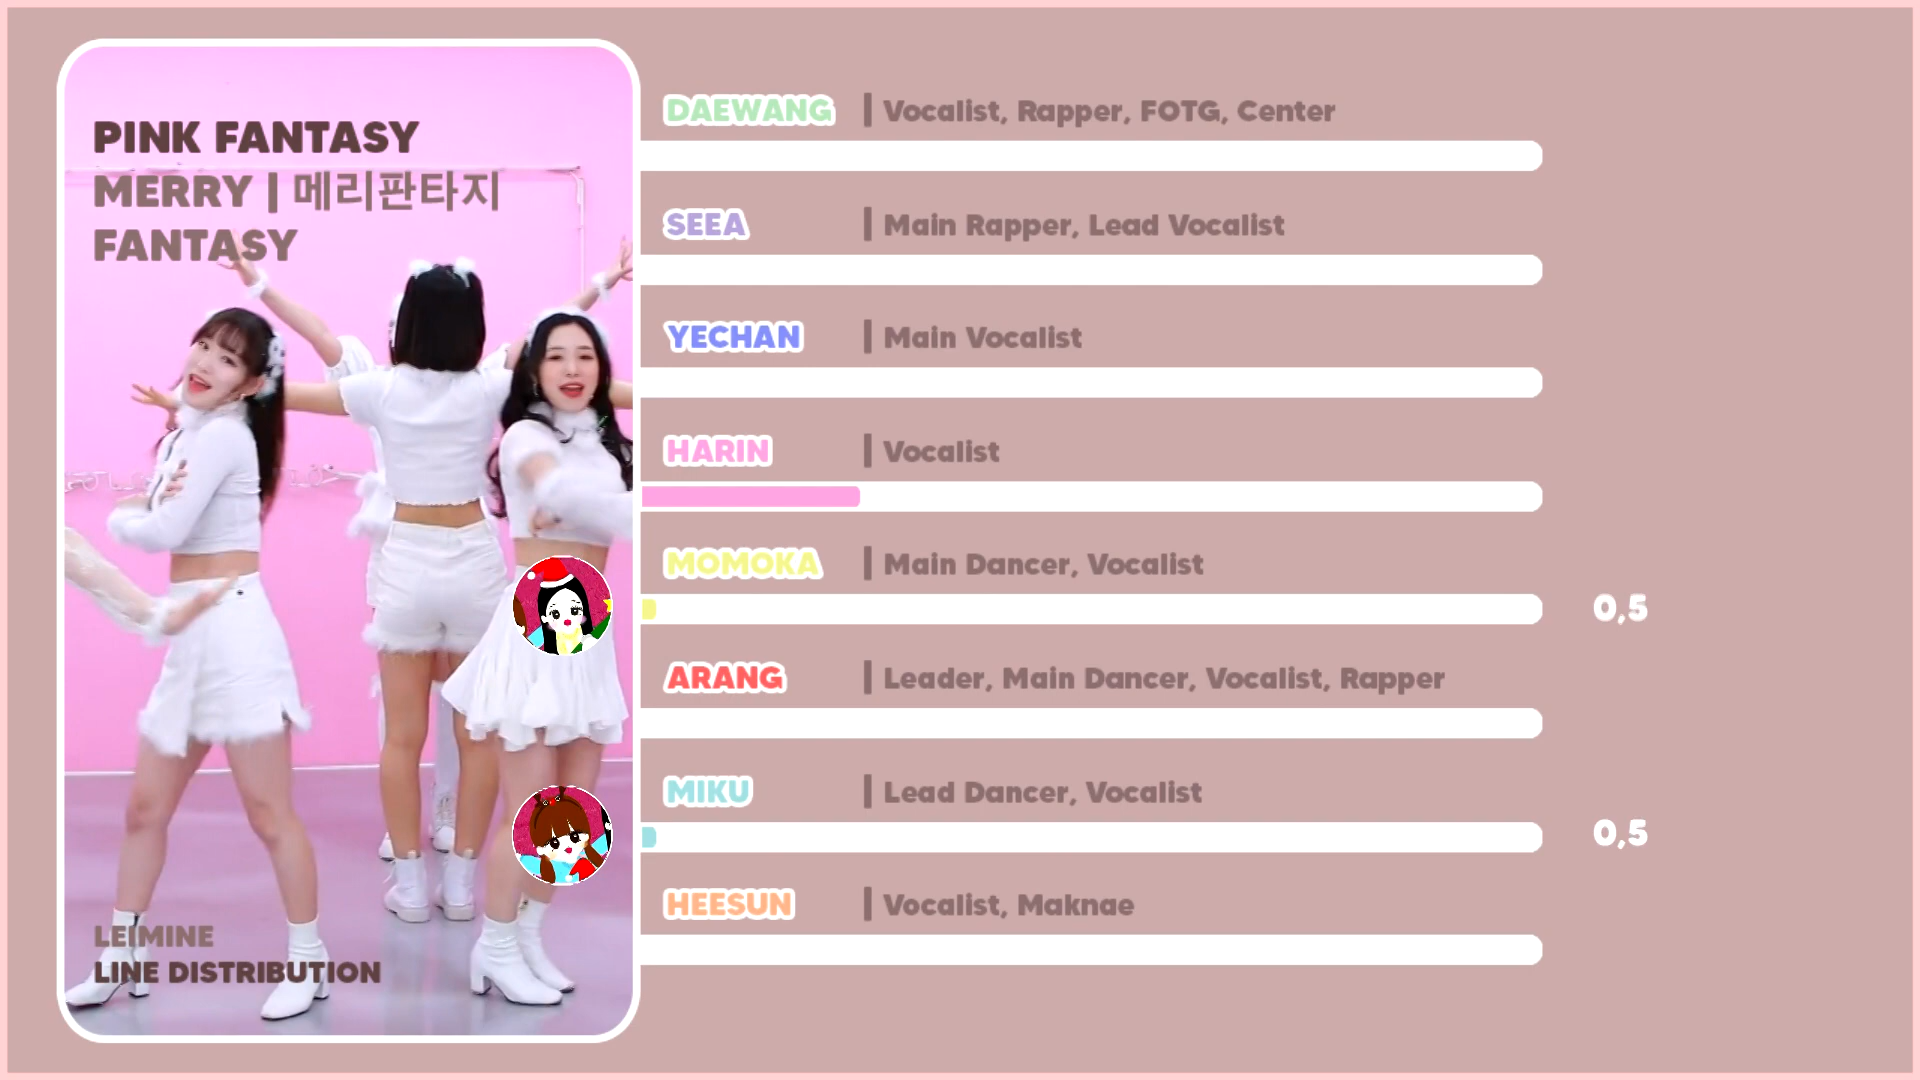 PINK FANTASY
MERRY | 메리판타지
FANTASY
LEIMINE
LINE DISTRIBUTION
DAEWANG | Vocalist, Rapper, FOTG, Center
SEEA | Main Rapper, Lead Vocalist
YECHAN | Main Vocalist
HARIN | Vocalist
MOMOKA | Main Dancer, Vocalist
0,5
ARANG | Leader, Main Dancer, Vocalist, Rapper
MIKU | Lead Dancer, Vocalist
0,5
HEESUN | Vocalist, Maknae